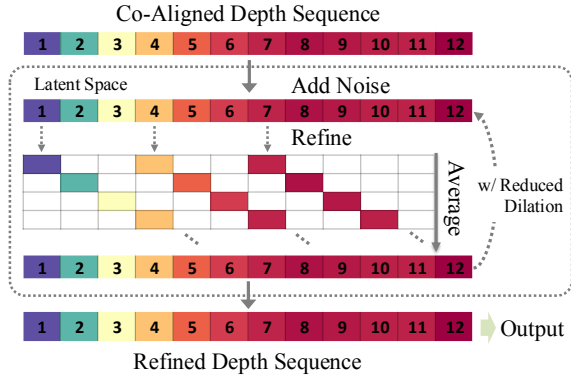 Co-Aligned Depth Sequence
1 2 3 4 5 6 7 8 9 10 11 12
Latent Space
Add Noise
1 2 3 4 5 6 7 8 9 10 11 12
Refine
Average
w/ Reduced
Dilation
1 2 3 4 5 6 7 8 9 10 11 12
1 2 3 4 5 6 7 8 9 10 11 12
Output
Refined Depth Sequence